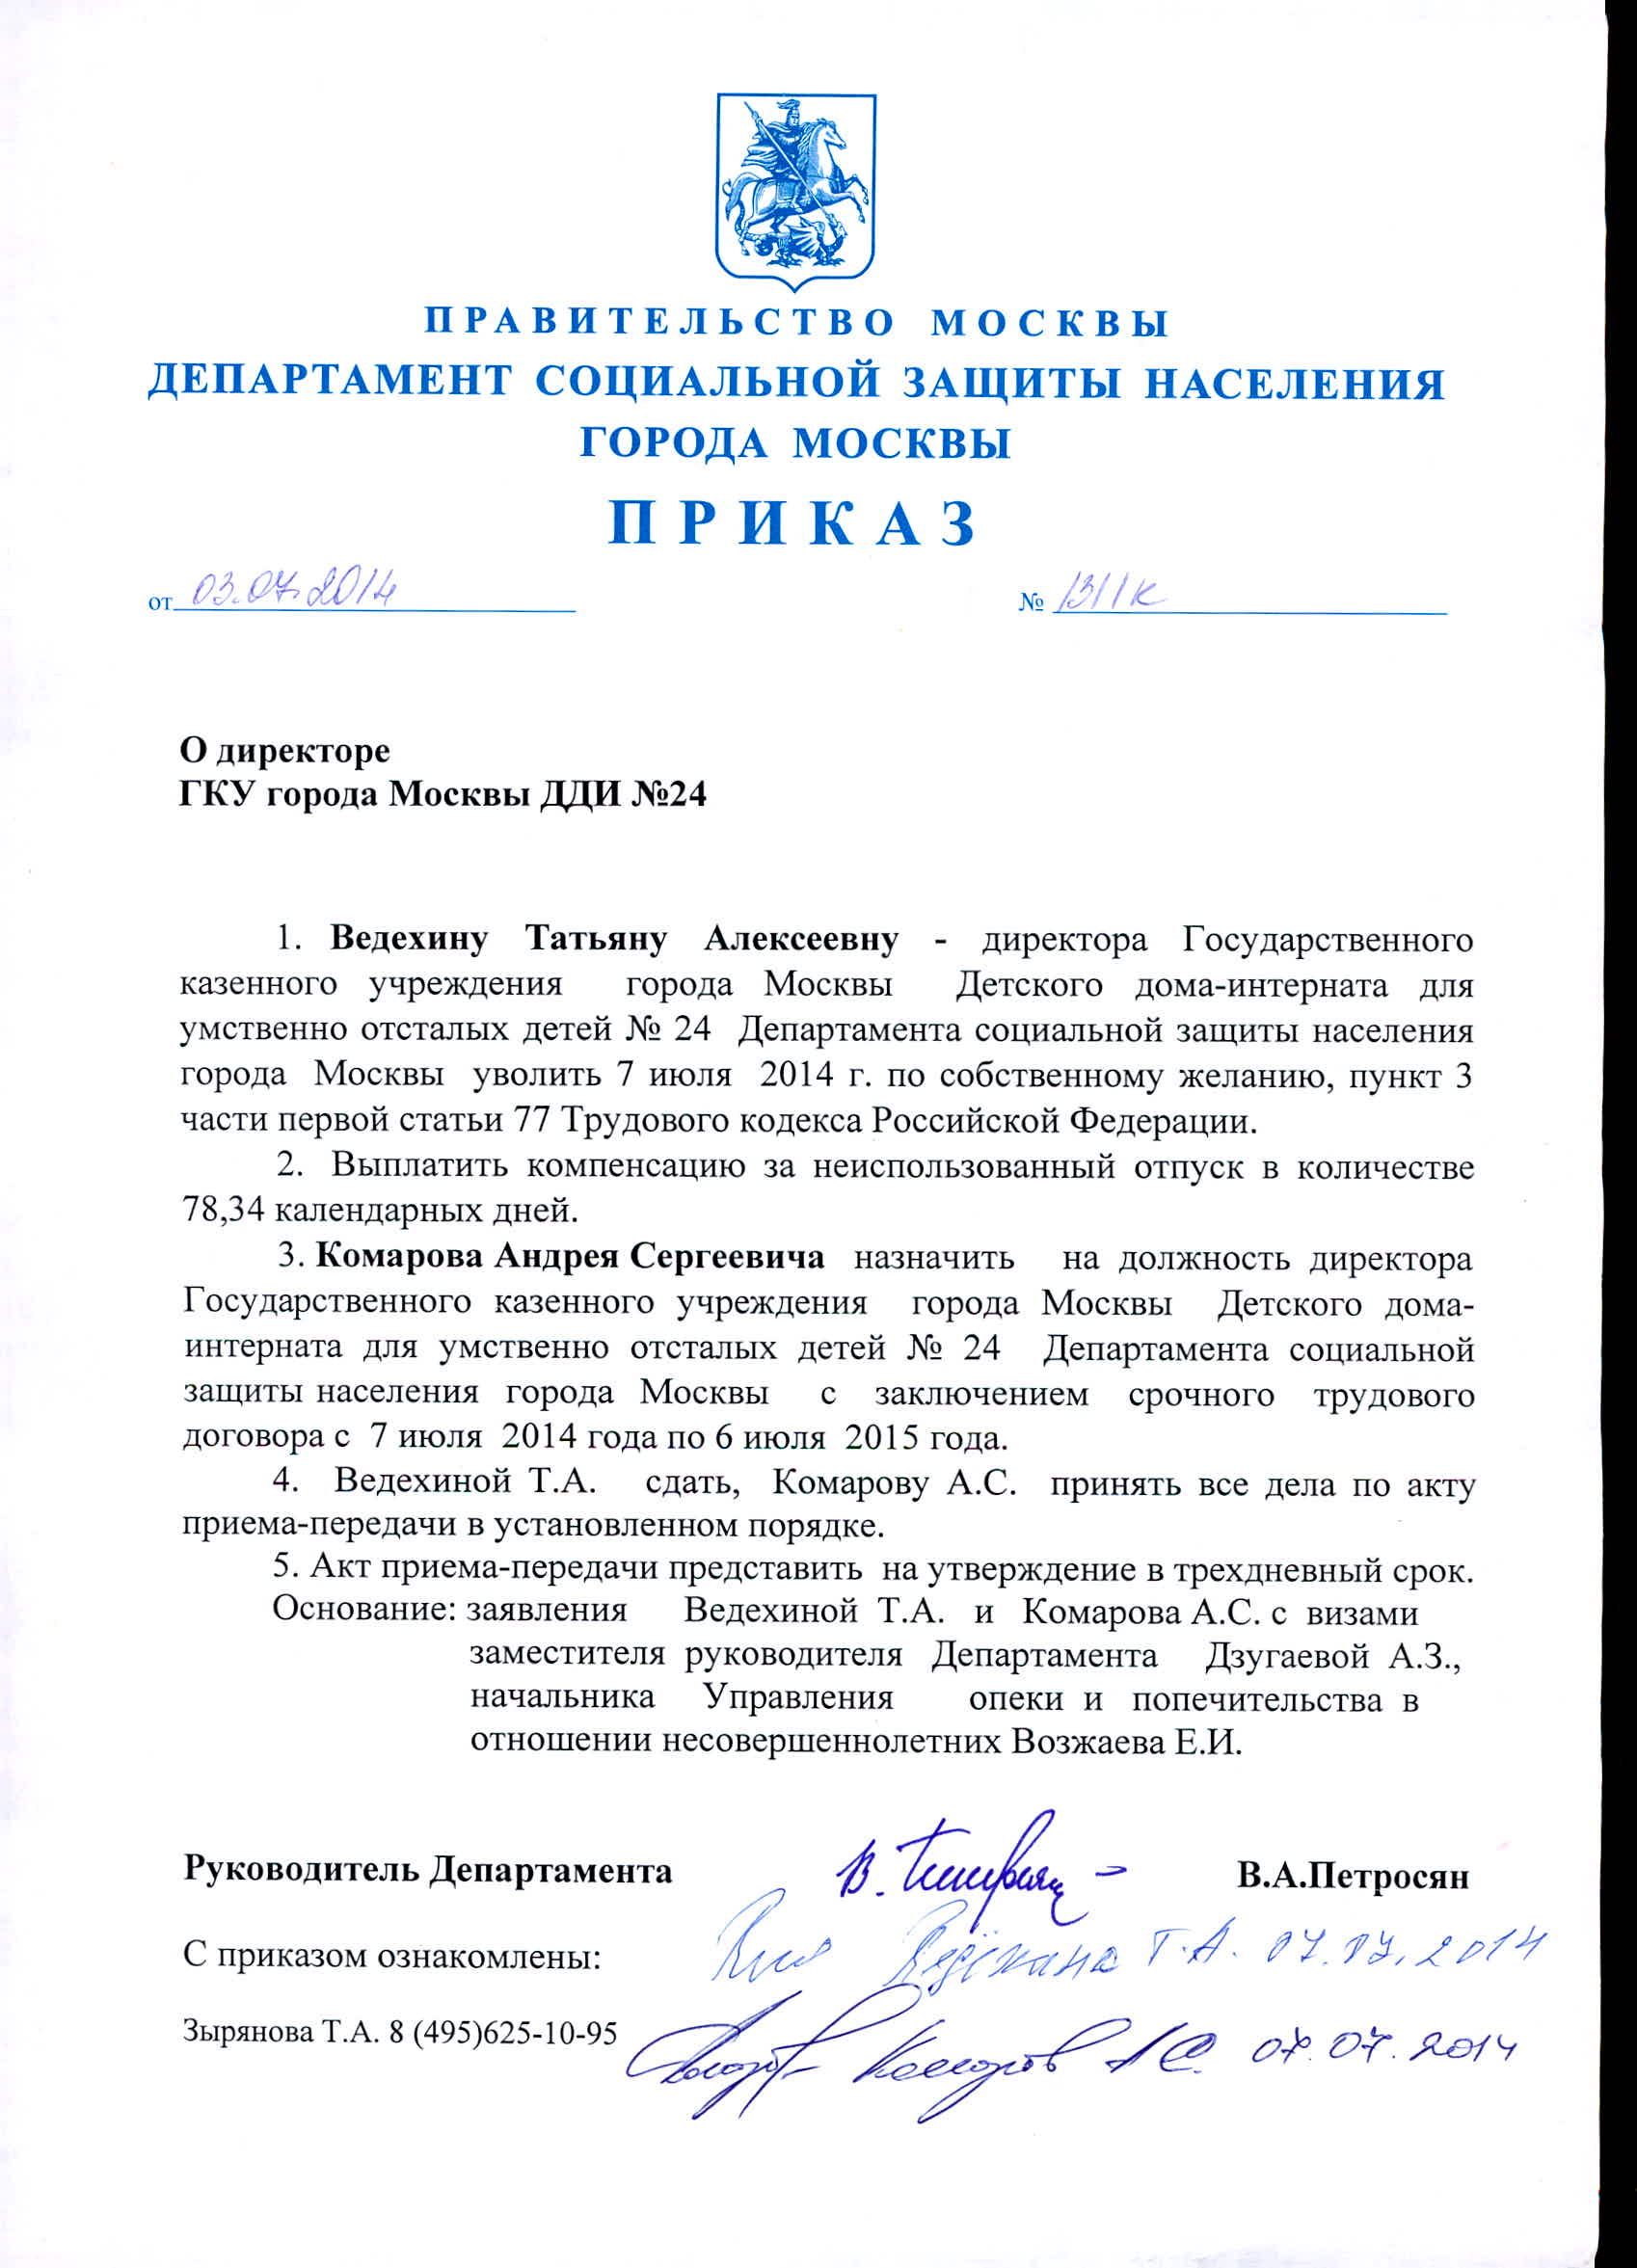 ПРАВИТЕЛЬСТВО МОСКВЫ
ДЕПАРТАМЕНТ СОЦИАЛЬНОЙ ЗАЩИТЫ НАСЕЛЕНИЯ
ГОРОДА МОСКВЫ
ПРИКАЗ
от 03.07.2014 № 1311к
О директоре
ГКУ города Москвы ДДИ №24
1. Ведехину Татьяну Алексеевну - директора Государственного
казенного учреждения города Москвы Детского дома-интерната для
умственно отсталых детей № 24 Департамента социальной защиты населения
города Москвы уволить 7 июля 2014 г. по собственному желанию, пункт 3
части первой статьи 77 Трудового кодекса Российской Федерации.
2. Выплатить компенсацию за неиспользованный отпуск в количестве
78,34 календарных дней.
3. Комарова Андрея Сергеевича назначить на должность директора
Государственного казенного учреждения города Москвы Детского дома-
интерната для умственно отсталых детей № 24 Департамента социальной
защиты населения города Москвы с заключением срочного трудового
договора с 7 июля 2014 года по 6 июля 2015 года.
4. Ведехиной Т.А. сдать, Комарову А.С. принять все дела по акту
приема-передачи в установленном порядке.
5. Акт приема-передачи представить на утверждение в трехдневный срок.
Основание: заявления Ведехиной Т.А. и Комарова А.С. с визами
заместителя руководителя Департамента Дзугаевой А.З.,
начальника Управления опеки и попечительства в
отношении несовершеннолетних Возжаева Е.И.
Руководитель Департамента В.А.Петросян
С приказом ознакомлены: Ведёхина Т.А. 07.07.2014
Зырянова Т.А. 8 (495)625-10-95 Комаров А.С. 07.07.2014